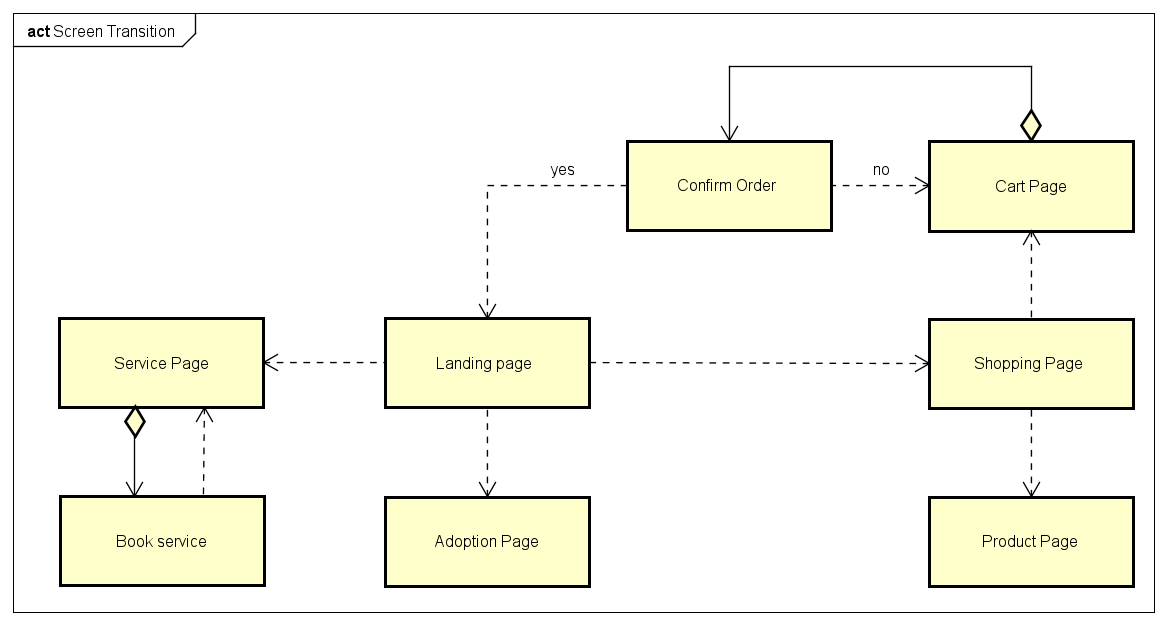 act Screen Transition
yes
Confirm Order
no
Cart Page
Service Page
Landing page
Shopping Page
Book service
Adoption Page
Product Page